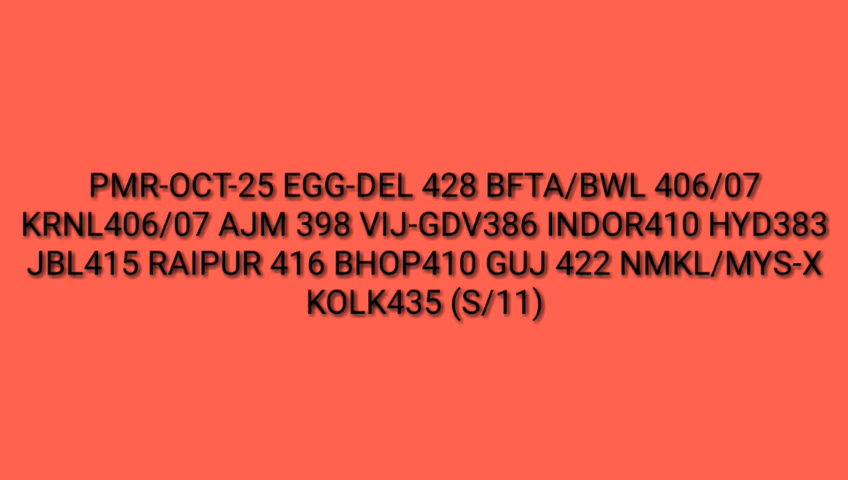 PMR-OCT-25 EGG-DEL 428 BFTA/BWL 406/07
KRNL406/07 AJM 398 VIJ-GDV386 INDOR410 HYD383
JBL415 RAIPUR 416 BHOP410 GUJ 422 NMKL/MYS-X
KOLK435 (S/11)